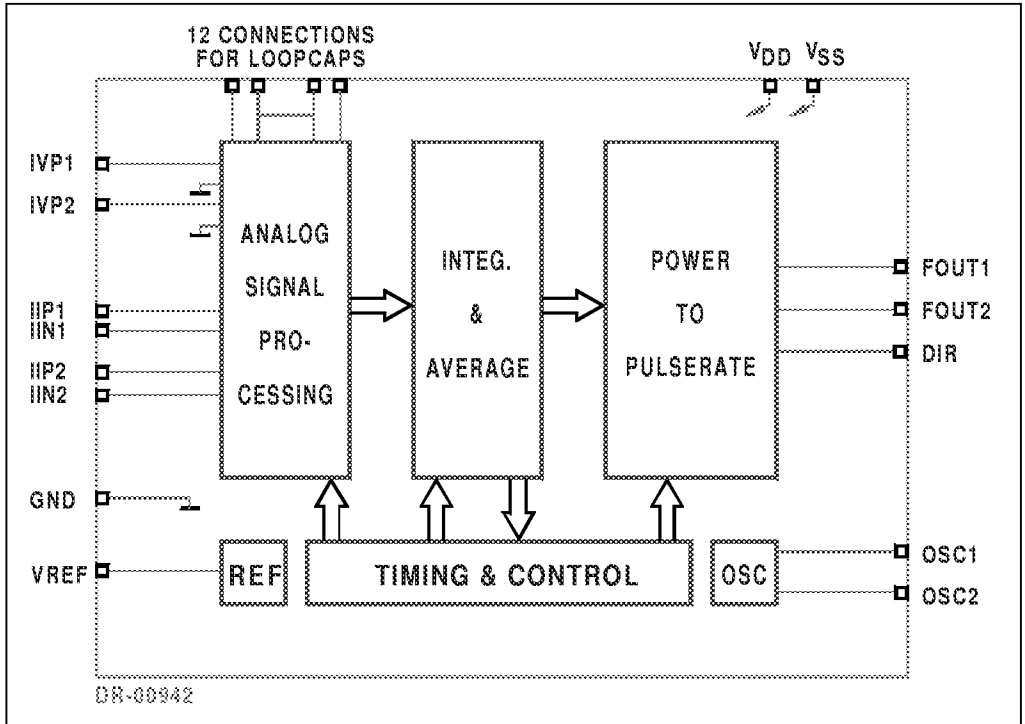 12 CONNECTIONS
FOR LOOPCAPS
VDD VSS
IVP1
IVP2
IIP1
IIN1
IIP2
IIN2
GND
VREF
ANALOG
SIGNAL
PRO-
CESSING
INTEG.
&
AVERAGE
POWER
TO
PULSERATE
FOUT1
FOUT2
DIR
REF
TIMING & CONTROL
OSC
OSC1
OSC2
DR-00942